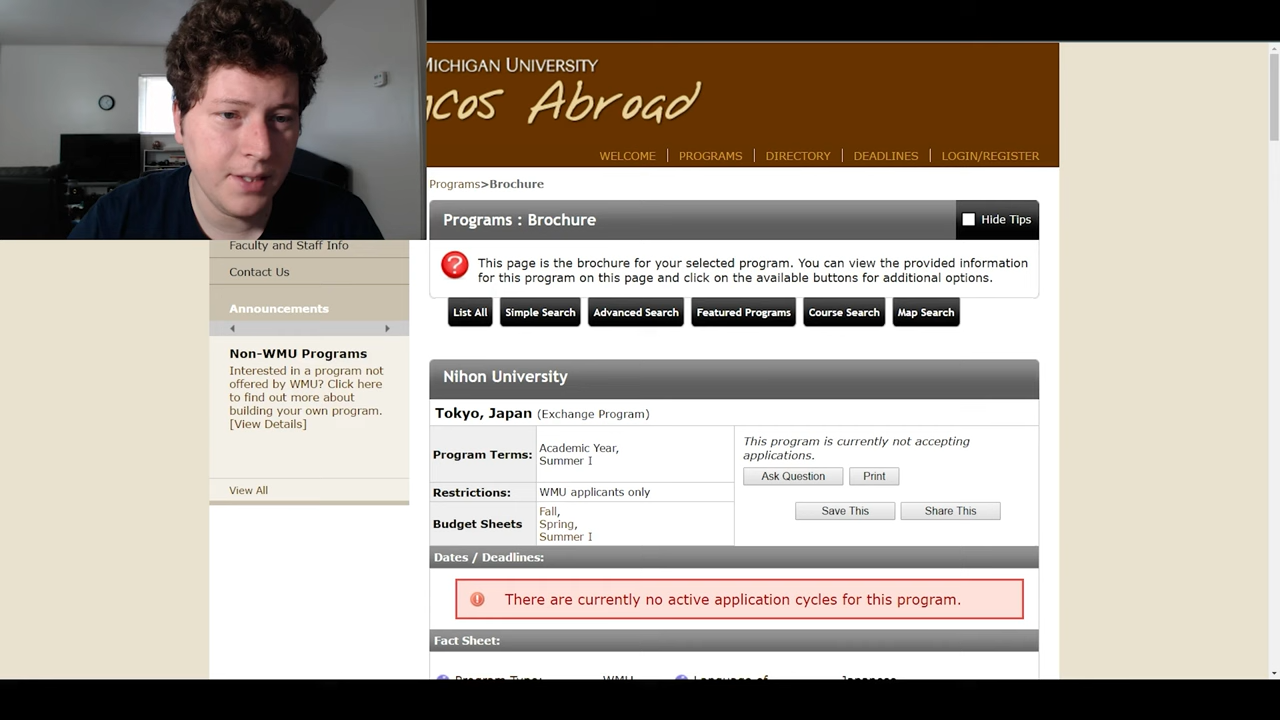 MICHIGAN UNIVERSITY
Abroad
WELCOME PROGRAMS DIRECTORY DEADLINES LOGIN/REGISTER
Programs>Brochure
Programs : Brochure
Hide Tips
This page is the brochure for your selected program. You can view the provided information
for this program on this page and click on the available buttons for additional options.
List All Simple Search Advanced Search Featured Programs Course Search Map Search
Faculty and Staff Info
Contact Us
Announcements
Non-WMU Programs
Interested in a program not
offered by WMU? Click here
to find out more about
building your own program.
[View Details]
View All
Nihon University
Tokyo, Japan (Exchange Program)
Program Terms: Academic Year,
Summer I
Restrictions: WMU applicants only
Budget Sheets Fall,
Spring,
Summer I
This program is currently not accepting
applications.
Ask Question Print
Save This Share This
Dates / Deadlines:
There are currently no active application cycles for this program.
Fact Sheet:
Program Type: WMU Language of Japanese